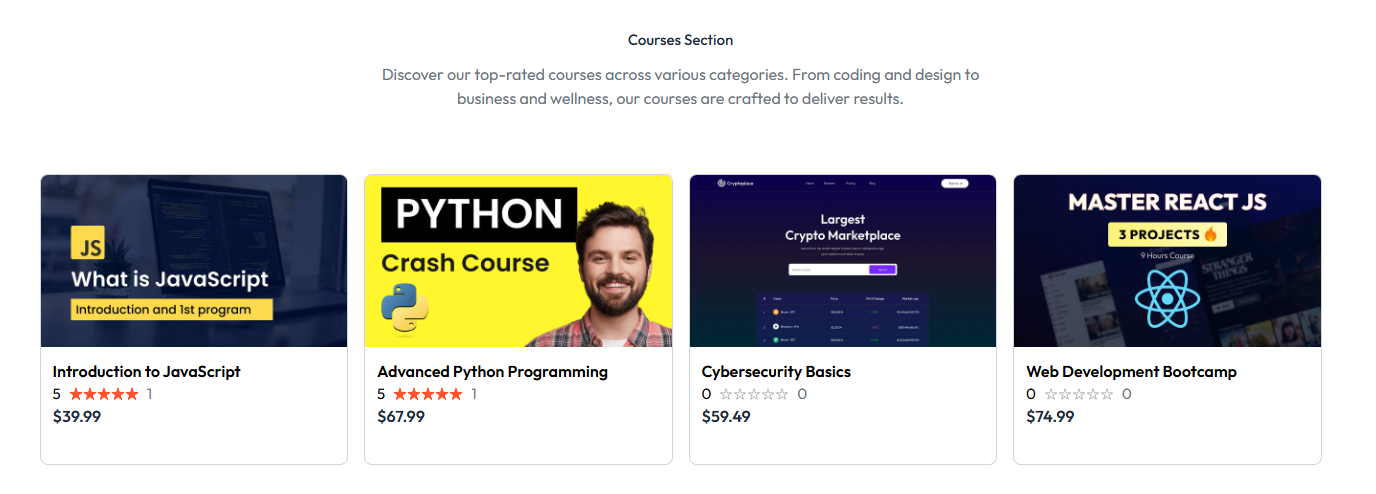 Courses Section
Discover our top-rated courses across various categories. From coding and design to
business and wellness, our courses are crafted to deliver results.
JS
What is JavaScript
Introduction and 1st program
Introduction to JavaScript
5 ★★★★★ 1
$39.99
PYTHON
Crash Course
Advanced Python Programming
5 ★★★★★ 1
$67.99
Cryptoplace
Largest
Crypto Marketplace
Cybersecurity Basics
0 ☆☆☆☆☆ 0
$59.49
MASTER REACT JS
3 PROJECTS 🔥
9 Hours Course
STRANGER
THINGS
Web Development Bootcamp
0 ☆☆☆☆☆ 0
$74.99